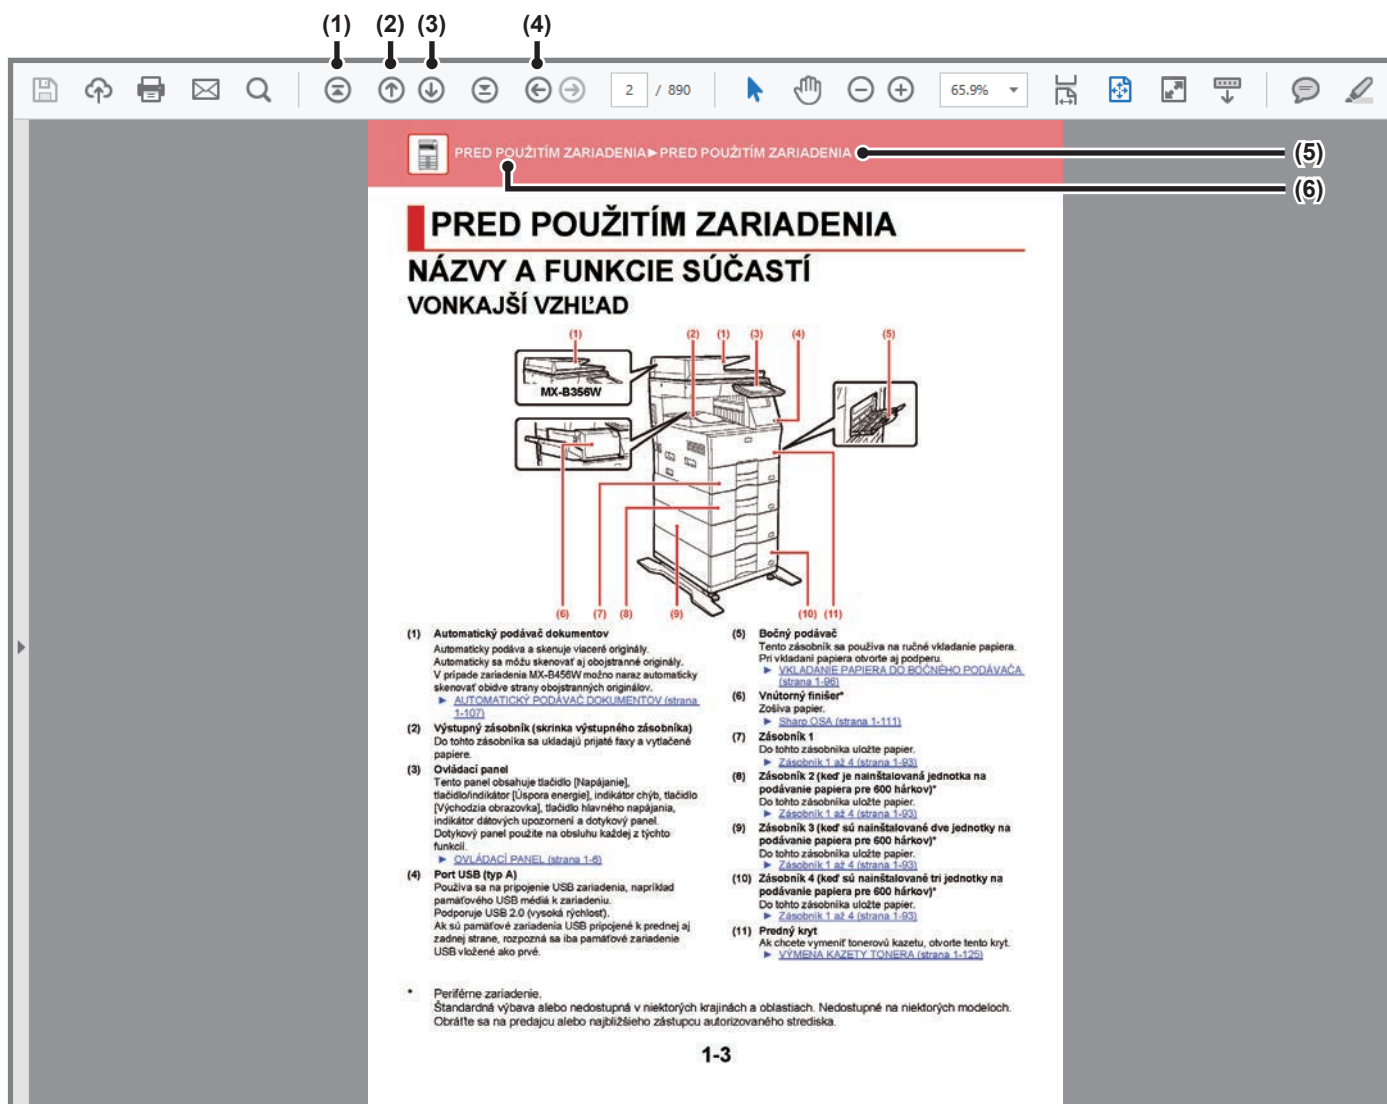 (1) (2) (3) (4)
2 / 890 65.9%
PRED POUŽITÍM ZARIADENIA►PRED POUŽITÍM ZARIADENIA
(5)
(6)
PRED POUŽITÍM ZARIADENIA
NÁZVY A FUNKCIE SÚČASTÍ
VONKAJŠÍ VZHĽAD
(1) (2) (1) (3) (4) (5)
MX-B356W
(6) (7) (8) (9) (10) (11)
(1) Automatický podávač dokumentov
Automaticky podáva a skenuje viaceré originály.
Automaticky sa môžu skenovať aj obojstranné originály.
V prípade zariadenia MX-B456W možno naraz automaticky
skenovať obidve strany obojstranných originálov.
► AUTOMATICKÝ PODÁVAČ DOKUMENTOV (strana
1-107)
(2) Výstupný zásobník (skrinka výstupného zásobníka)
Do tohto zásobníka sa ukladajú prijaté faxy a vytlačené
papiere.
(3) Ovládací panel
Tento panel obsahuje tlačidlo [Napájanie],
tlačidlo/indikátor [Úspora energie], indikátor chýb, tlačidlo
[Východzia obrazovka], tlačidlo hlavného napájania,
indikátor dátových upozornení a dotykový panel.
Dotykový panel použite na obsluhu každej z týchto
funkcií.
► OVLÁDACÍ PANEL (strana 1-6)
(4) Port USB (typ A)
Používa sa na pripojenie USB zariadenia, napríklad
pamäťového USB médiá k zariadeniu.
Podporuje USB 2.0 (vysoká rýchlosť).
Ak sú pamäťové zariadenia USB pripojené k prednej aj
zadnej strane, rozpozná sa iba pamäťové zariadenie
USB vložené ako prvé.
(5) Bočný podávač
Tento zásobník sa používa na ručné vkladanie papiera.
Pri vkladaní papiera otvorte aj podperu.
► VKLADANIE PAPIERA DO BOČNÉHO PODÁVAČA
(strana 1-96)
(6) Vnútorný finišer*
Zošíva papier.
► Sharp OSA (strana 1-111)
(7) Zásobník 1
Do tohto zásobníka uložte papier.
► Zásobník 1 až 4 (strana 1-93)
(8) Zásobník 2 (keď je nainštalovaná jednotka na
podávanie papiera pre 600 hárkov)*
Do tohto zásobníka uložte papier.
► Zásobník 1 až 4 (strana 1-93)
(9) Zásobník 3 (keď sú nainštalované dve jednotky na
podávanie papiera pre 600 hárkov)*
Do tohto zásobníka uložte papier.
► Zásobník 1 až 4 (strana 1-93)
(10) Zásobník 4 (keď sú nainštalované tri jednotky na
podávanie papiera pre 600 hárkov)*
Do tohto zásobníka uložte papier.
► Zásobník 1 až 4 (strana 1-93)
(11) Predný kryt
Ak chcete vymeniť tonerovú kazetu, otvorte tento kryt.
► VÝMENA KAZETY TONERA (strana 1-125)
* Periférne zariadenie.
Štandardná výbava alebo nedostupná v niektorých krajinách a oblastiach. Nedostupné na niektorých modeloch.
Obráťte sa na predajcu alebo najbližšieho zástupcu autorizovaného strediska.
1-3